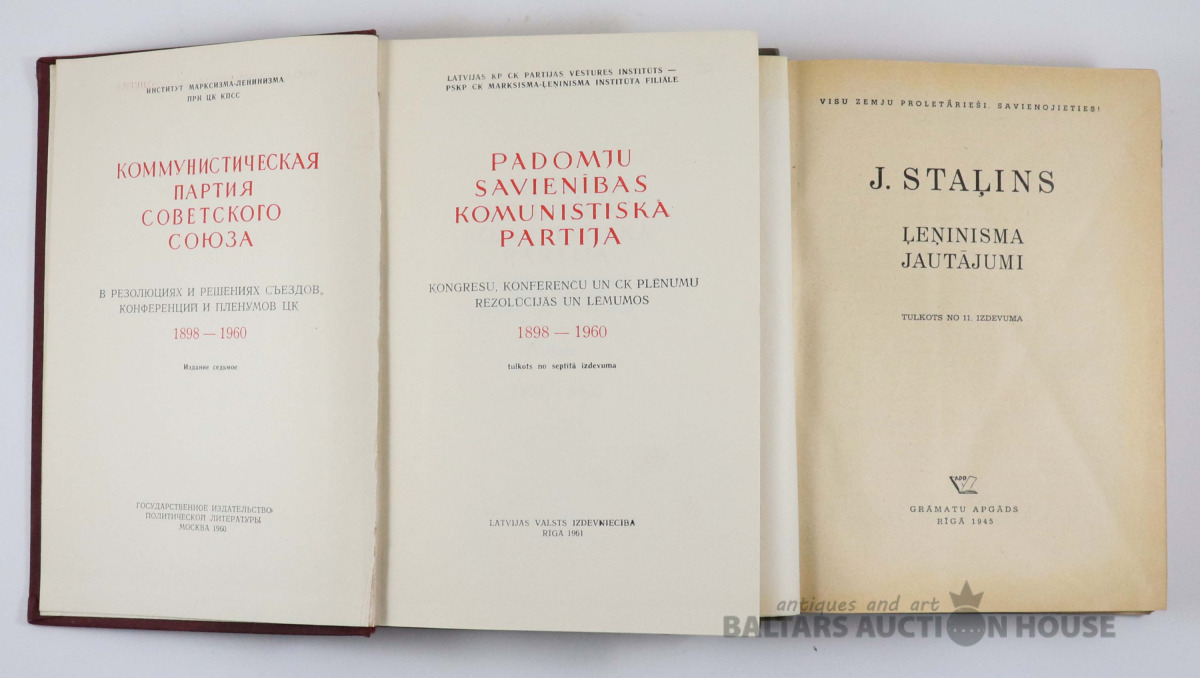 ИНСТИТУТ МАРКСИЗМА-ЛЕНИНИЗМА
ПРИ ЦК КПСС
КОММУНИСТИЧЕСКАЯ
ПАРТИЯ
СОВЕТСКОГО
СОЮЗА
В РЕЗОЛЮЦИЯХ И РЕШЕНИЯХ СЪЕЗДОВ,
КОНФЕРЕНЦИЙ И ПЛЕНУМОВ ЦК
1898 — 1960
Издание седьмое
ГОСУДАРСТВЕННОЕ ИЗДАТЕЛЬСТВО
ПОЛИТИЧЕСКОЙ ЛИТЕРАТУРЫ
МОСКВА 1960
LATVIJAS KP CK PARTIJAS VĒSTURES INSTITŪTS —
PSKP CK MARKSISMA-ĻEŅINISMA INSTITŪTA FILIĀLE
PADOMJU
SAVIENĪBAS
KOMUNISTISKĀ
PARTIJA
KONGRESU, KONFERENČU UN CK PLĒNUMU
REZOLŪCIJĀS UN LĒMUMOS
1898 — 1960
tulkots no septītā izdevuma
LATVIJAS VALSTS IZDEVNIECĪBA
RĪGĀ 1961
VISU ZEMJU PROLETĀRIEŠI, SAVIENOJIETIES!
J. STAĻINS
ĻEŅINISMA
JAUTĀJUMI
TULKOTS NO 11. IZDEVUMA
APP
GRĀMATU APGĀDS
RĪGĀ 1945
antiques and art
BALTARS AUCTION HOUSE